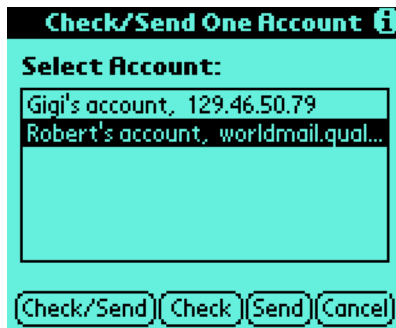 Check/Send One Account i
Select Account:
Gigi's account, 129.46.50.79
Robert's account, worldmail.qual...
Check/Send Check Send Cancel